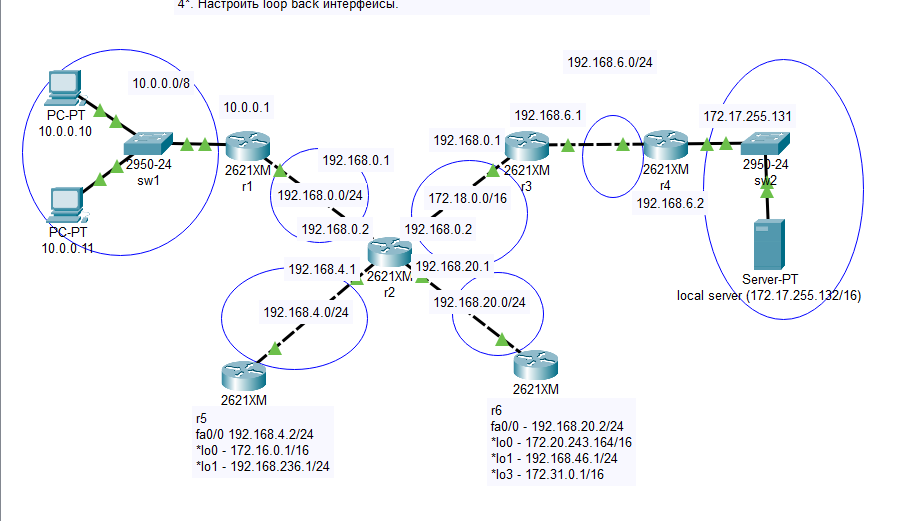 4*. Настроить loop back интерфейсы.
192.168.6.0/24
10.0.0.0/8
10.0.0.1
192.168.6.1
172.17.255.131
PC-PT
10.0.0.10
2950-24
sw1
2621XM
r1
192.168.0.1
192.168.0.1
2621XM
r3
2621XM
r4
2950-24
sw2
192.168.0.0/24
172.18.0.0/16
192.168.6.2
PC-PT
10.0.0.11
192.168.0.2
192.168.0.2
2621XM
r2
192.168.4.1
192.168.20.1
Server-PT
local server (172.17.255.132/16)
192.168.4.0/24
192.168.20.0/24
2621XM
r5
fa0/0 192.168.4.2/24
*lo0 - 172.16.0.1/16
*lo1 - 192.168.236.1/24
2621XM
r6
fa0/0 - 192.168.20.2/24
*lo0 - 172.20.243.164/16
*lo1 - 192.168.46.1/24
*lo3 - 172.31.0.1/16